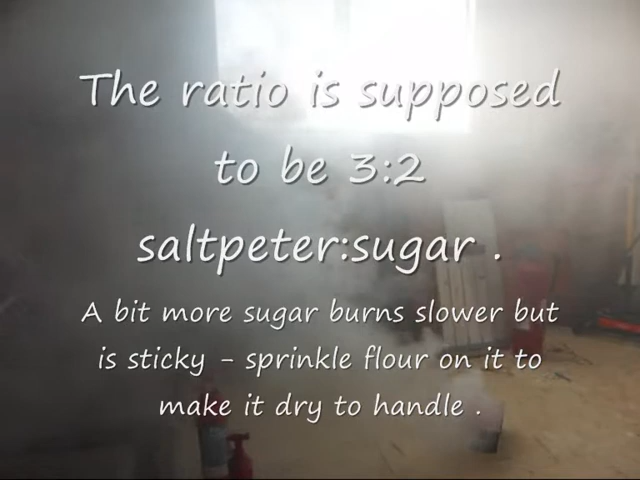 The ratio is supposed
to be 3:2
saltpeter:sugar .
A bit more sugar burns slower but
is sticky - sprinkle flour on it to
make it dry to handle .